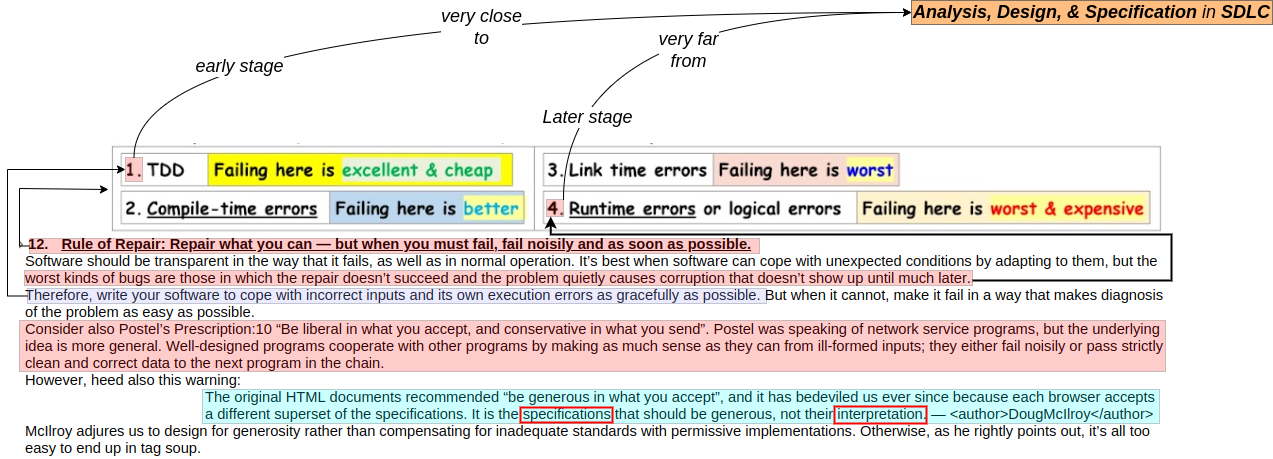 very close
to
Analysis, Design, & Specification in SDLC
very far
from
early stage
Later stage
1. TDD Failing here is excellent & cheap
3. Link time errors Failing here is worst
2. Compile-time errors Failing here is better
4. Runtime errors or logical errors Failing here is worst & expensive
12. Rule of Repair: Repair what you can — but when you must fail, fail noisily and as soon as possible.
Software should be transparent in the way that it fails, as well as in normal operation. It’s best when software can cope with unexpected conditions by adapting to them, but the
worst kinds of bugs are those in which the repair doesn’t succeed and the problem quietly causes corruption that doesn’t show up until much later.
Therefore, write your software to cope with incorrect inputs and its own execution errors as gracefully as possible. But when it cannot, make it fail in a way that makes diagnosis
of the problem as easy as possible.
Consider also Postel’s Prescription:10 “Be liberal in what you accept, and conservative in what you send”. Postel was speaking of network service programs, but the underlying
idea is more general. Well-designed programs cooperate with other programs by making as much sense as they can from ill-formed inputs; they either fail noisily or pass strictly
clean and correct data to the next program in the chain.
However, heed also this warning:
The original HTML documents recommended “be generous in what you accept”, and it has bedeviled us ever since because each browser accepts
a different superset of the specifications. It is the specifications that should be generous, not their interpretation. — <author>DougMcIlroy</author>
McIlroy adjures us to design for generosity rather than compensating for inadequate standards with permissive implementations. Otherwise, as he rightly points out, it’s all too
easy to end up in tag soup.